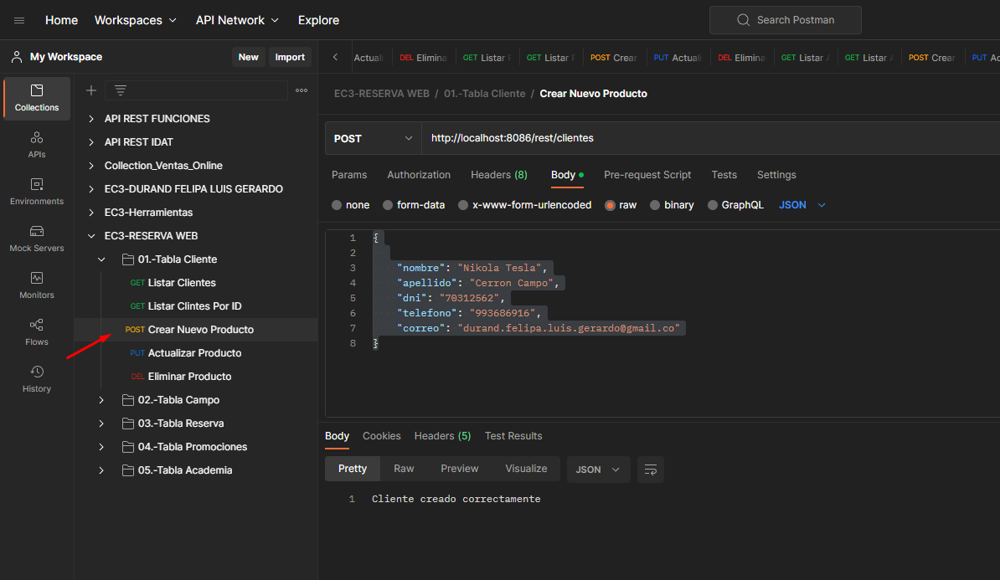 Home Workspaces API Network Explore Search Postman
My Workspace New Import
Actuali DEL Elimina GET Listar GET Listar POST Crear PUT Actuali DEL Elimina GET Listar GET Listar POST Crear PUT Ac
Collections
APIs
Environments
Mock Servers
Monitors
Flows
History
API REST FUNCIONES
API REST IDAT
Collection_Ventas_Online
EC3-DURAND FELIPA LUIS GERARDO
EC3-Herramientas
EC3-RESERVA WEB
01.-Tabla Cliente
GET Listar Clientes
GET Listar Clintes Por ID
POST Crear Nuevo Producto
PUT Actualizar Producto
DEL Eliminar Producto
02.-Tabla Campo
03.-Tabla Reserva
04.-Tabla Promociones
05.-Tabla Academia
EC3-RESERVA WEB / 01.-Tabla Cliente / Crear Nuevo Producto
POST http://localhost:8086/rest/clientes
Params Authorization Headers (8) Body Pre-request Script Tests Settings
none form-data x-www-form-urlencoded raw binary GraphQL JSON
1 {
2
3 "nombre": "Nikola Tesla",
4 "apellido": "Cerron Campo",
5 "dni": "70312562",
6 "telefono": "993686916",
7 "correo": "durand.felipa.luis.gerardo@gmail.co"
8 }
Body Cookies Headers (5) Test Results
Pretty Raw Preview Visualize JSON
1 Cliente creado correctamente